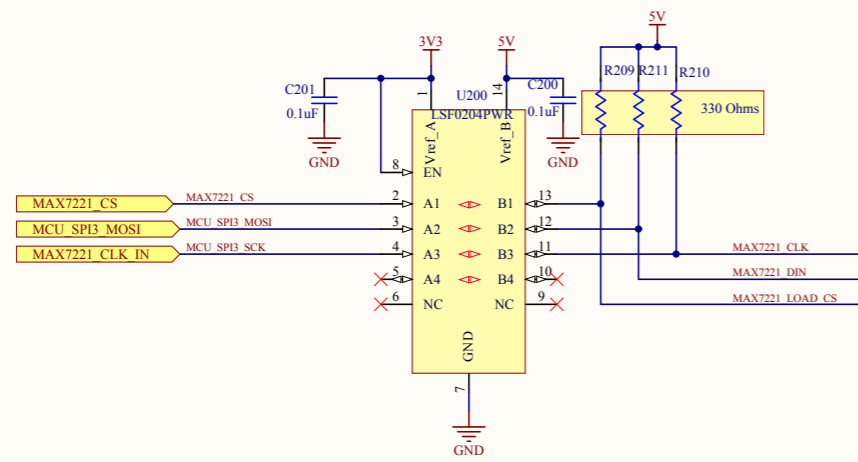 5V
3V3
5V
R209
R211
R210
C201
0.1uF
GND
1
U200
LSF0204PWR
14
C200
0.1uF
GND
330 Ohms
Vref_A
Vref_B
8
EN
MAX7221_CS
MAX7221_CS
2
A1
B1
13
MCU_SPI3_MOSI
MCU_SPI3_MOSI
3
A2
B2
12
MAX7221_CLK_IN
MCU_SPI3_SCK
4
A3
B3
11
MAX7221_CLK
5
A4
B4
10
MAX7221_DIN
6
NC
NC
9
MAX7221_LOAD_CS
GND
7
GND